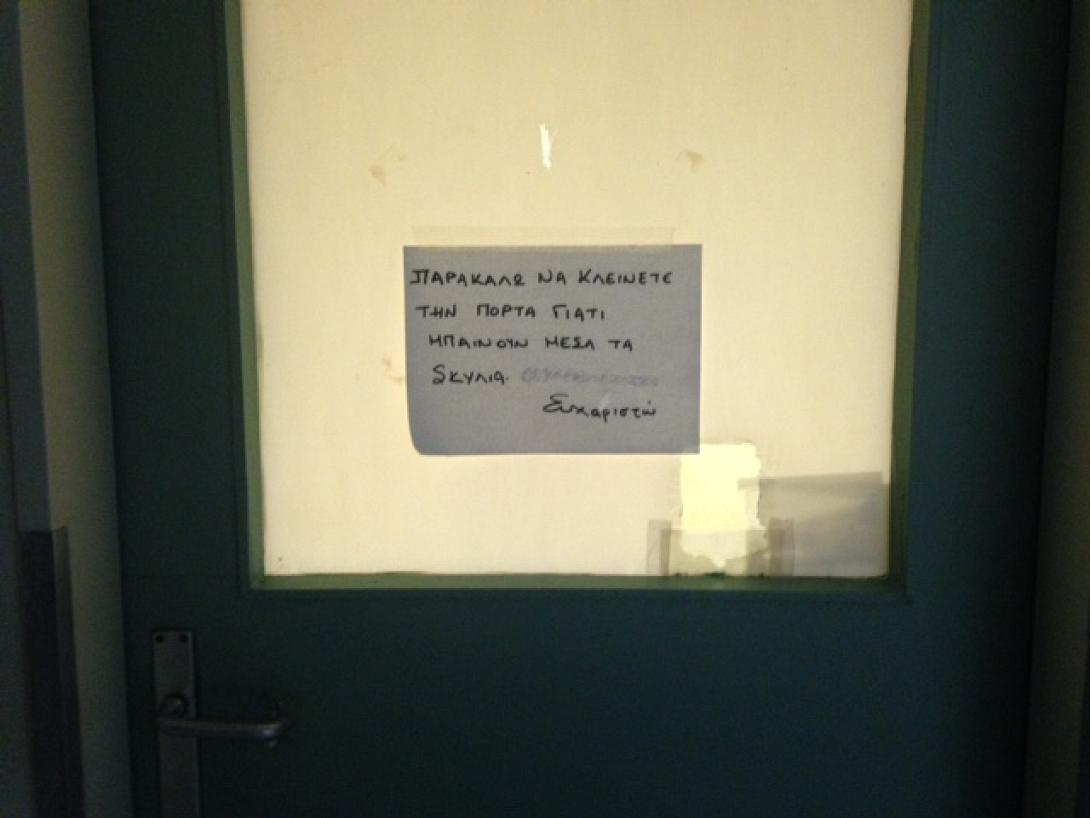 ΠΑΡΑΚΑΛΩ ΝΑ ΚΛΕΙΝΕΤΕ
ΤΗΝ ΠΟΡΤΑ ΓΙΑΤΙ
ΜΠΑΙΝΟΥΝ ΜΕΣΑ ΤΑ
ΣΚΥΛΙΑ.
Ευχαριστώ